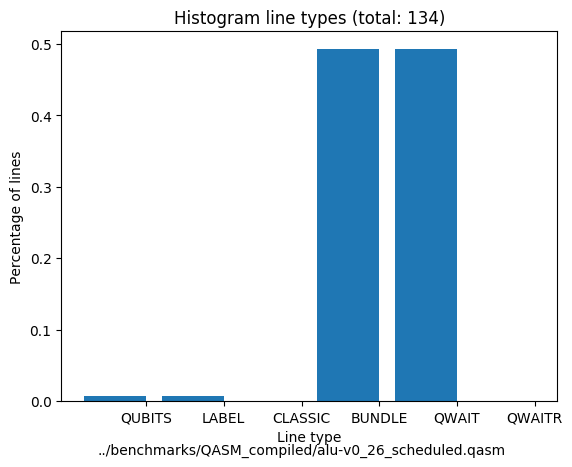 Histogram line types (total: 134)
Percentage of lines
0.5
0.4
0.3
0.2
0.1
0.0
QUBITS LABEL CLASSIC BUNDLE QWAIT QWAITR
Line type
../benchmarks/QASM_compiled/alu-v0_26_scheduled.qasm